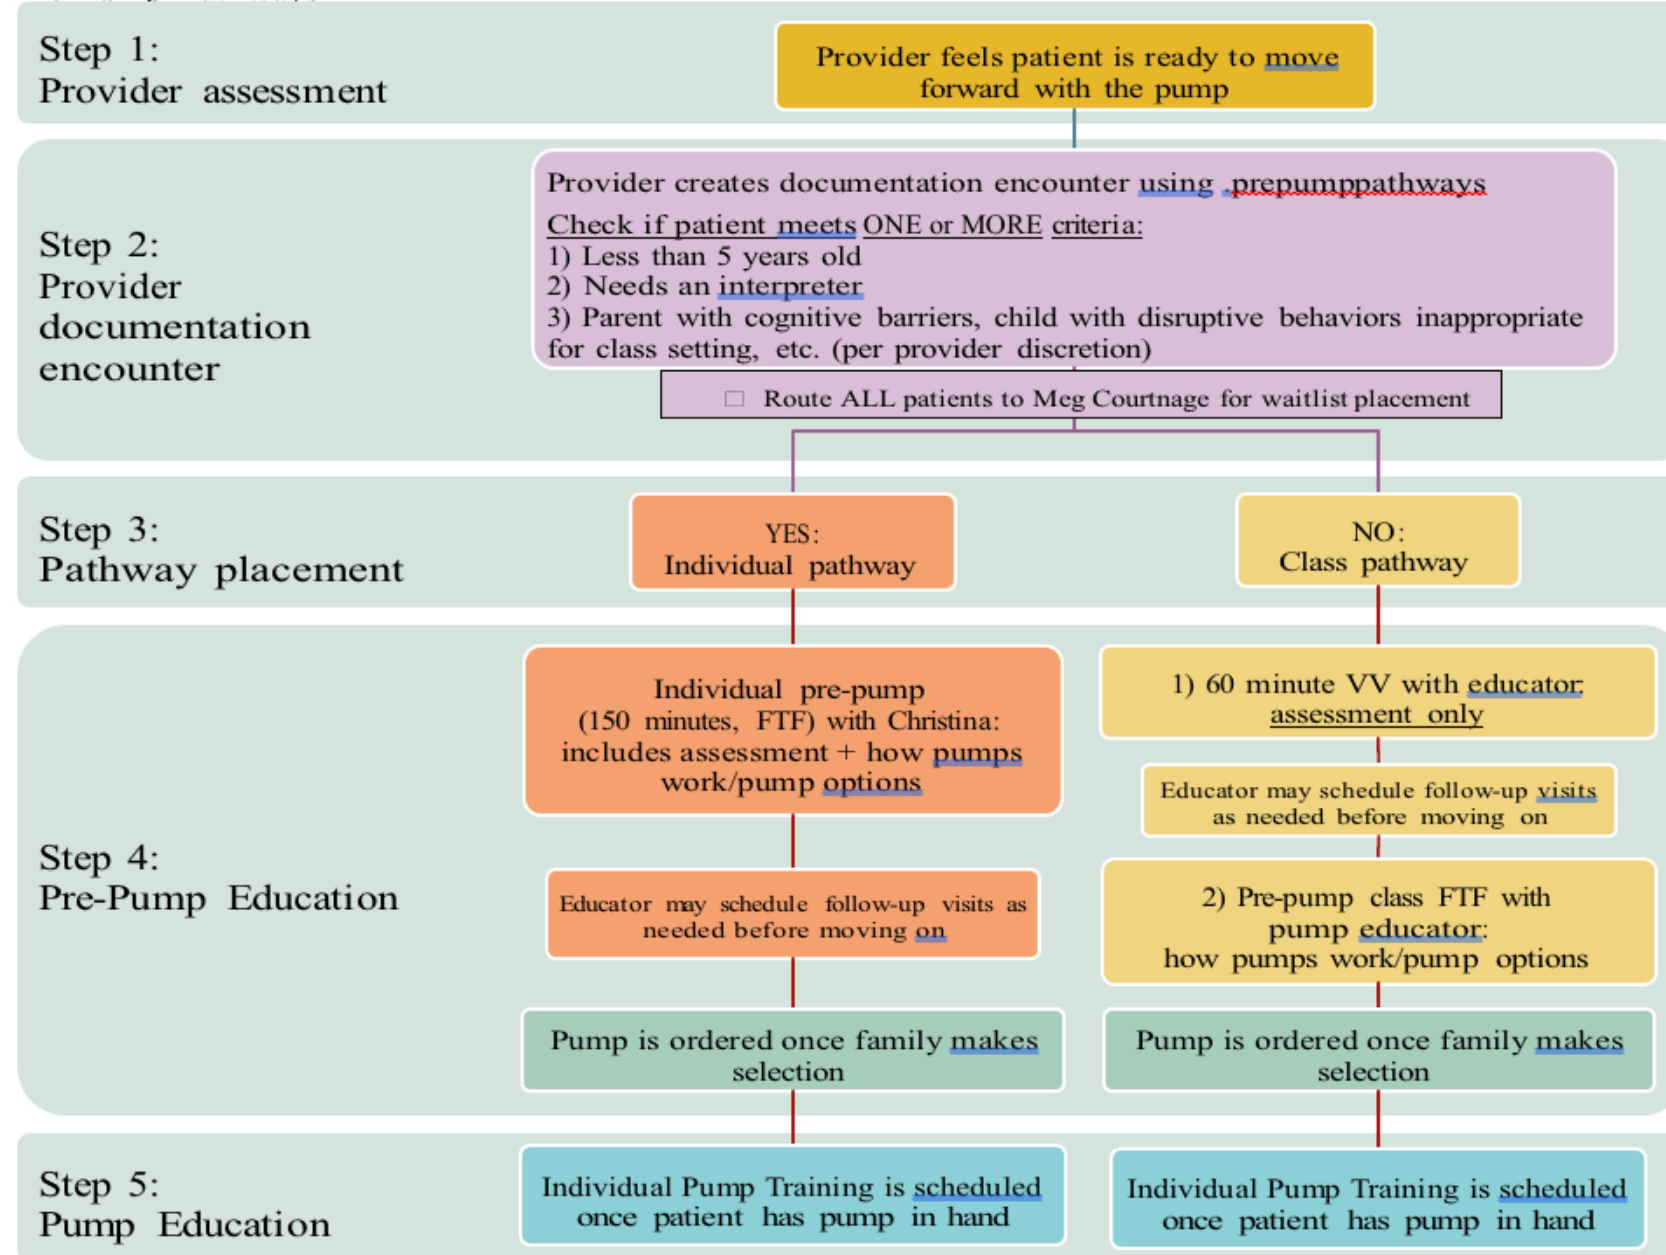 Step 1:
Provider assessment
Provider feels patient is ready to move
forward with the pump
Step 2:
Provider
documentation
encounter
Provider creates documentation encounter using .prepumppathways
Check if patient meets ONE or MORE criteria:
1) Less than 5 years old
2) Needs an interpreter
3) Parent with cognitive barriers, child with disruptive behaviors inappropriate
for class setting, etc. (per provider discretion)
☐ Route ALL patients to Meg Courtnage for waitlist placement
Step 3:
Pathway placement
YES:
Individual pathway
NO:
Class pathway
Step 4:
Pre-Pump Education
Individual pre-pump
(150 minutes, FTF) with Christina:
includes assessment + how pumps
work/pump options
Educator may schedule follow-up visits as
needed before moving on
Pump is ordered once family makes
selection
1) 60 minute VV with educator:
assessment only
Educator may schedule follow-up visits
as needed before moving on
2) Pre-pump class FTF with
pump educator:
how pumps work/pump options
Pump is ordered once family makes
selection
Step 5:
Pump Education
Individual Pump Training is scheduled
once patient has pump in hand
Individual Pump Training is scheduled
once patient has pump in hand